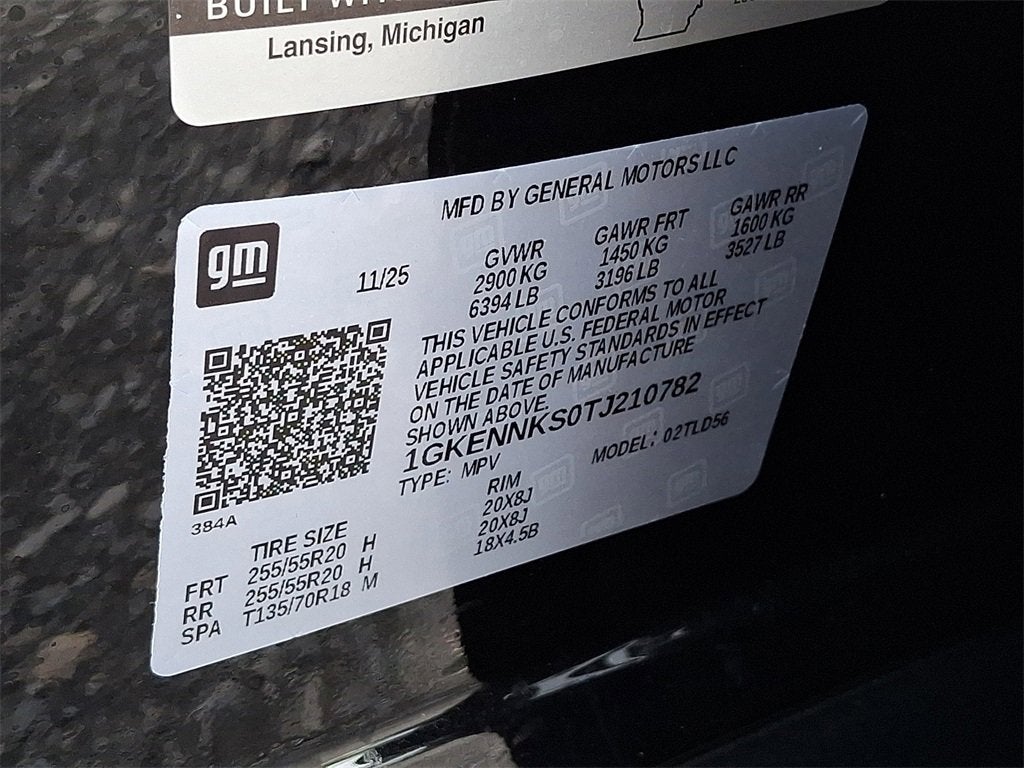 BUILT WITH
Lansing, Michigan
MFD BY GENERAL MOTORS LLC
gm
11/25
GVWR GAWR FRT GAWR RR
2900 KG 1450 KG 1600 KG
6394 LB 3196 LB 3527 LB
THIS VEHICLE CONFORMS TO ALL
APPLICABLE U.S. FEDERAL MOTOR
VEHICLE SAFETY STANDARDS IN EFFECT
ON THE DATE OF MANUFACTURE
SHOWN ABOVE.
1GKENNKS0TJ210782
TYPE: MPV MODEL: 02TLD56
384A
TIRE SIZE RIM
FRT 255/55R20 H 20X8J
RR 255/55R20 H 20X8J
SPA T135/70R18 M 18X4.5B